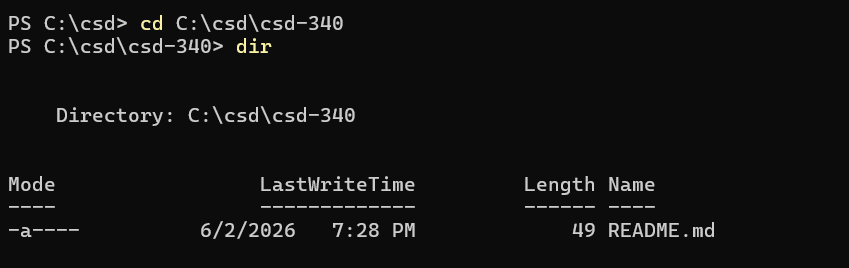 PS C:\csd> cd C:\csd\csd-340
PS C:\csd\csd-340> dir
Directory: C:\csd\csd-340
Mode                 LastWriteTime         Length Name
----                 -------------         ------ ----
-a----          6/2/2026   7:28 PM             49 README.md